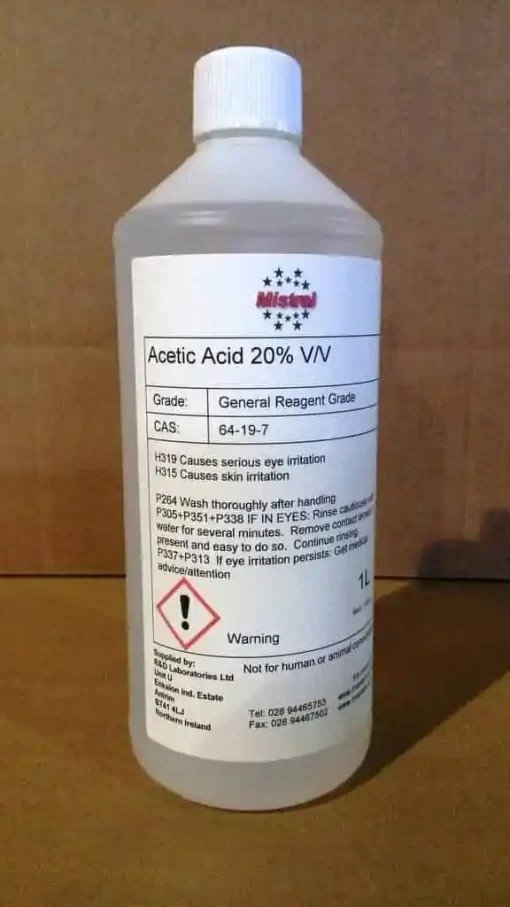 Mistral
Acetic Acid 20% V/V
Grade: General Reagent Grade
CAS: 64-19-7
H319 Causes serious eye irritation
H315 Causes skin irritation
P264 Wash thoroughly after handling
P305+P351+P338 IF IN EYES: Rinse cautiously with
water for several minutes. Remove contact lenses
present and easy to do so. Continue rinsing.
P337+P313 If eye irritation persists: Get medical
advice/attention
1L
Warning
Supplied by:
R&D Laboratories Ltd
Unit U
Enkalon Ind. Estate
Antrim
BT41 4LJ
Northern Ireland
Not for human or animal
Tel: 028 94465753
Fax: 028 94467502